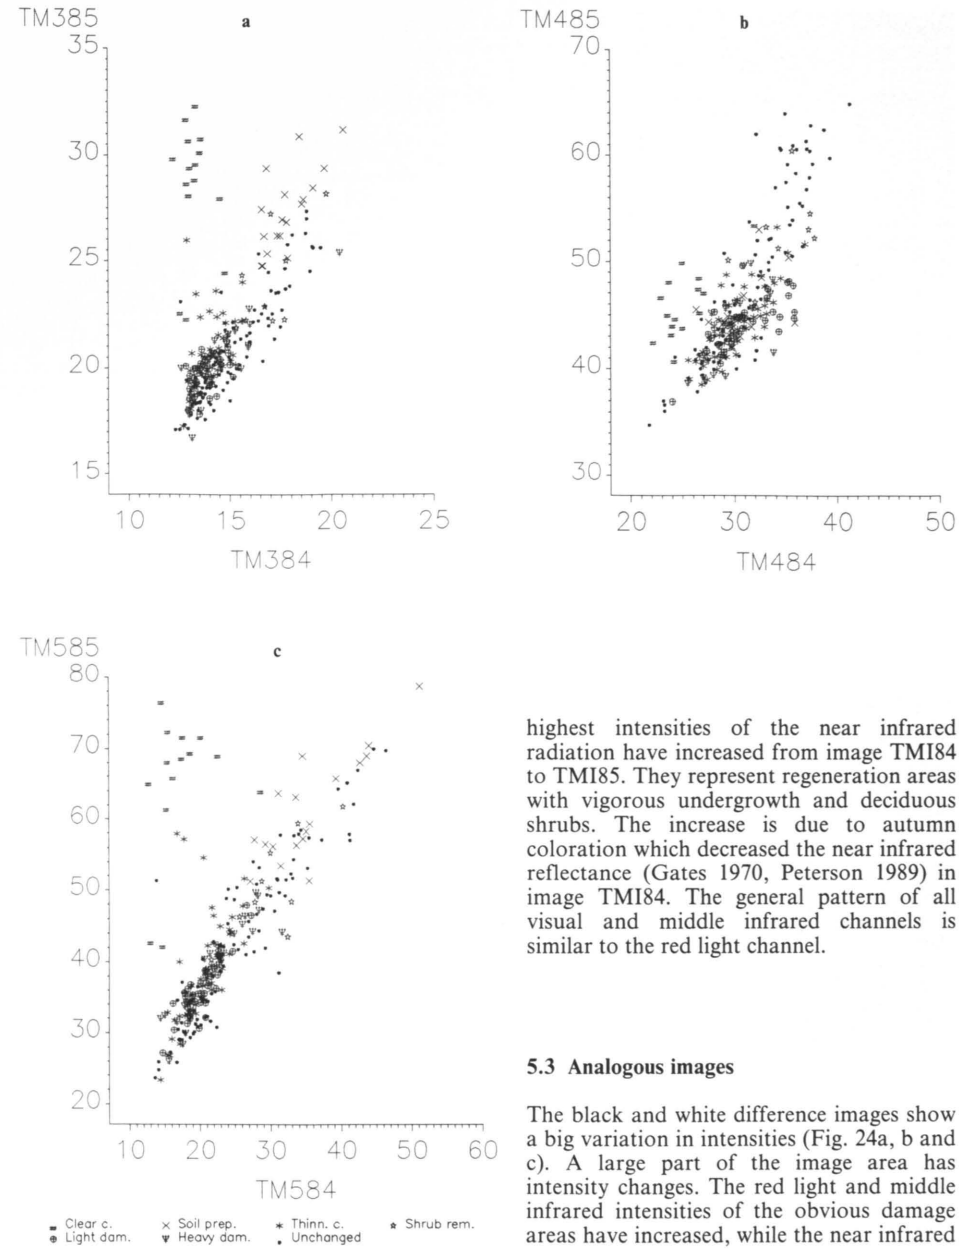 TM385
a
35
30
25
20
15
10 15 20 25
TM384
TM485
b
70
60
50
40
30
20 30 40 50
TM484
TM585
c
80
70
60
50
40
30
20
10 20 30 40 50 60
TM584
Clear c. Soil prep. Thinn. c. Shrub rem.
Light dam. Heavy dam. Unchanged
highest intensities of the near infrared
radiation have increased from image TMI84
to TMI85. They represent regeneration areas
with vigorous undergrowth and deciduous
shrubs. The increase is due to autumn
coloration which decreased the near infrared
reflectance (Gates 1970, Peterson 1989) in
image TMI84. The general pattern of all
visual and middle infrared channels is
similar to the red light channel.
5.3 Analogous images
The black and white difference images show
a big variation in intensities (Fig. 24a, b and
c). A large part of the image area has
intensity changes. The red light and middle
infrared intensities of the obvious damage
areas have increased, while the near infrared